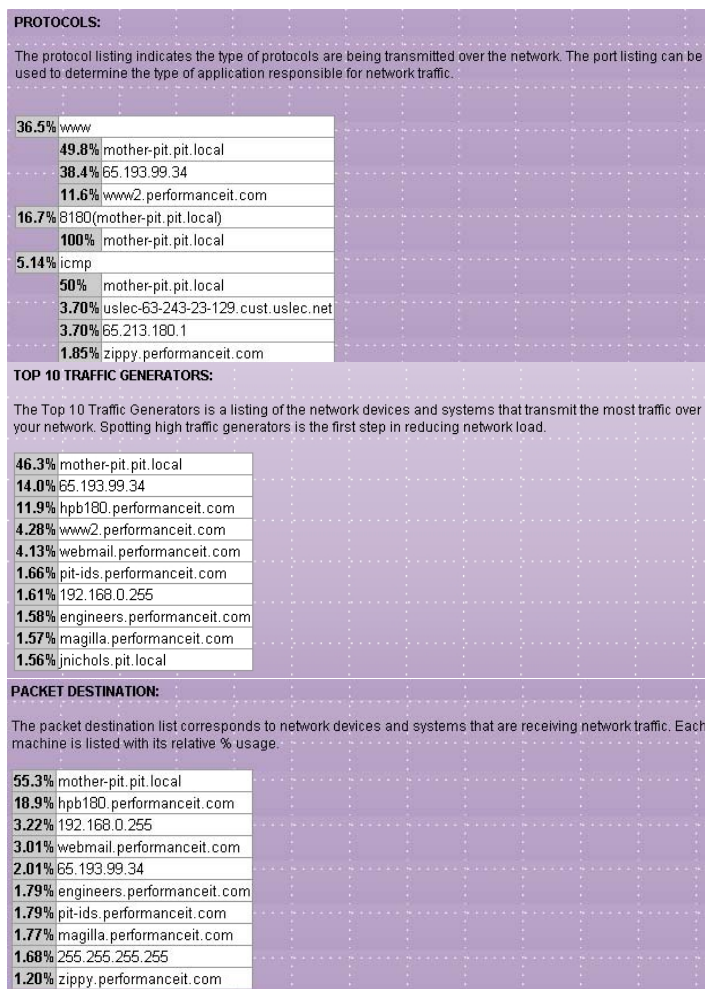 PROTOCOLS:
The protocol listing indicates the type of protocols are being transmitted over the network. The port listing can be
used to determine the type of application responsible for network traffic.
36.5% www
49.8% mother-pit.pit.local
38.4% 65.193.99.34
11.6% www2.performanceit.com
16.7% 8180(mother-pit.pit.local)
100% mother-pit.pit.local
5.14% icmp
50% mother-pit.pit.local
3.70% uslec-63-243-23-129.cust.uslec.net
3.70% 65.213.180.1
1.85% zippy.performanceit.com
TOP 10 TRAFFIC GENERATORS:
The Top 10 Traffic Generators is a listing of the network devices and systems that transmit the most traffic over
your network. Spotting high traffic generators is the first step in reducing network load.
46.3% mother-pit.pit.local
14.0% 65.193.99.34
11.9% hpb180.performanceit.com
4.28% www2.performanceit.com
4.13% webmail.performanceit.com
1.66% pit-ids.performanceit.com
1.61% 192.168.0.255
1.58% engineers.performanceit.com
1.57% magilla.performanceit.com
1.56% jnichols.pit.local
PACKET DESTINATION:
The packet destination list corresponds to network devices and systems that are receiving network traffic. Each
machine is listed with its relative % usage.
55.3% mother-pit.pit.local
18.9% hpb180.performanceit.com
3.22% 192.168.0.255
3.01% webmail.performanceit.com
2.01% 65.193.99.34
1.79% engineers.performanceit.com
1.79% pit-ids.performanceit.com
1.77% magilla.performanceit.com
1.68% 255.255.255.255
1.20% zippy.performanceit.com